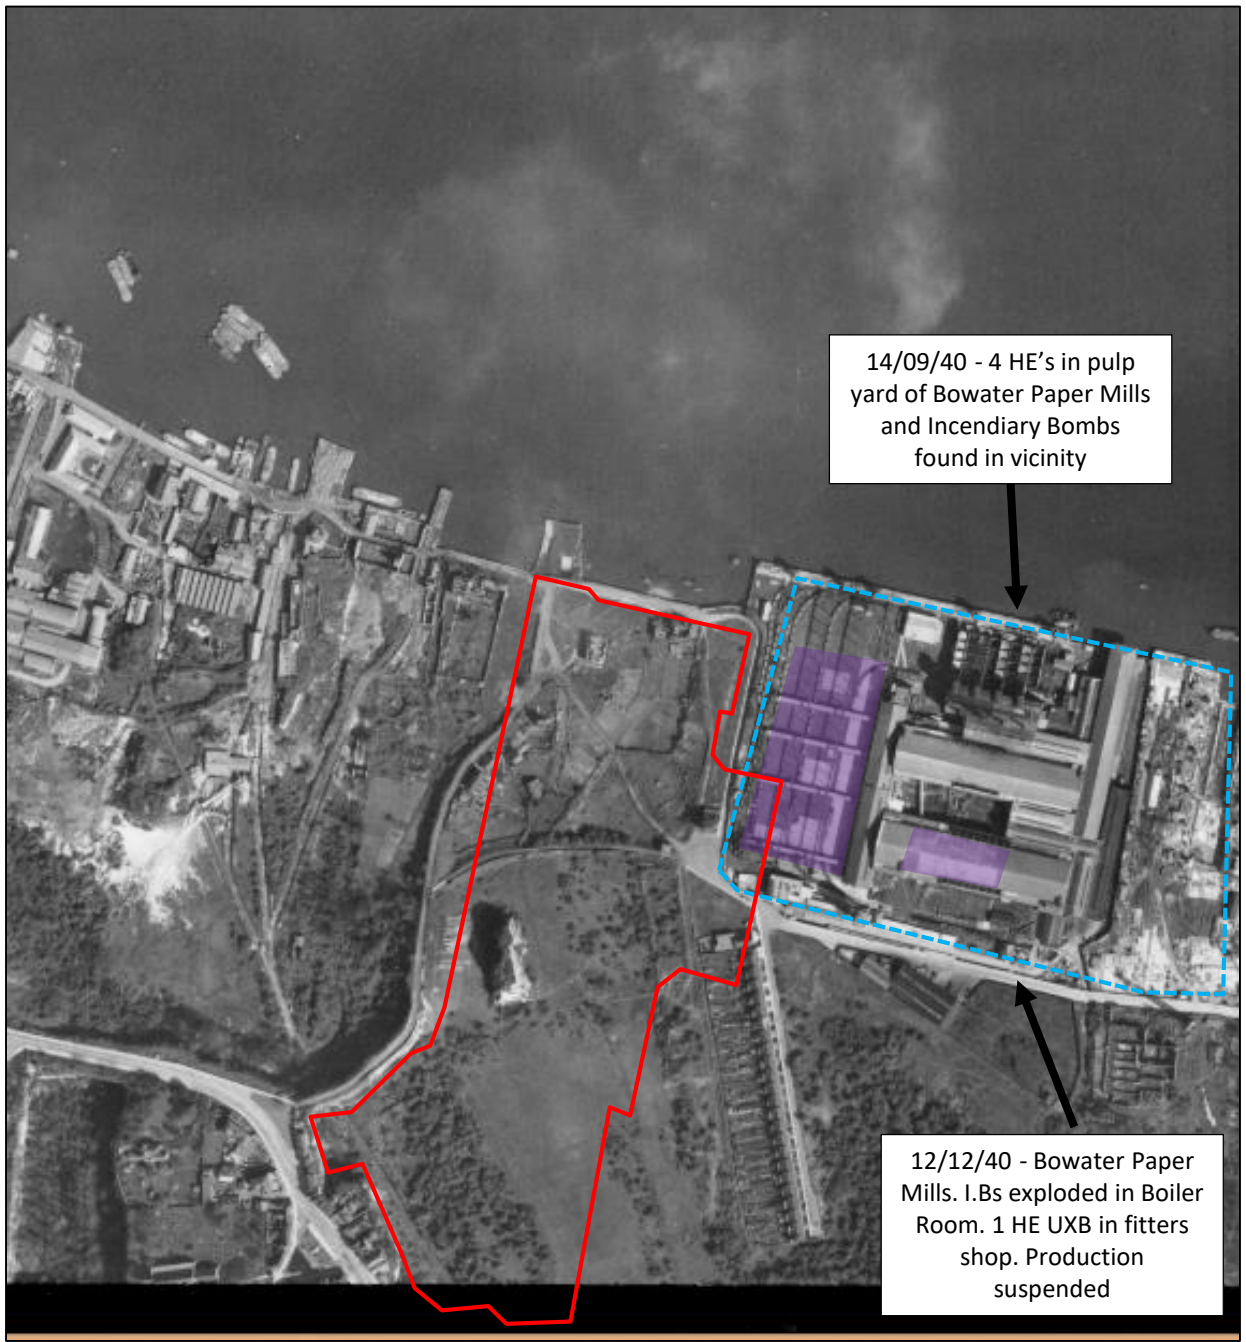 14/09/40 - 4 HE's in pulp
yard of Bowater Paper Mills
and Incendiary Bombs
found in vicinity
12/12/40 - Bowater Paper
Mills. I.Bs exploded in Boiler
Room. 1 HE UXB in fitters
shop. Production
suspended